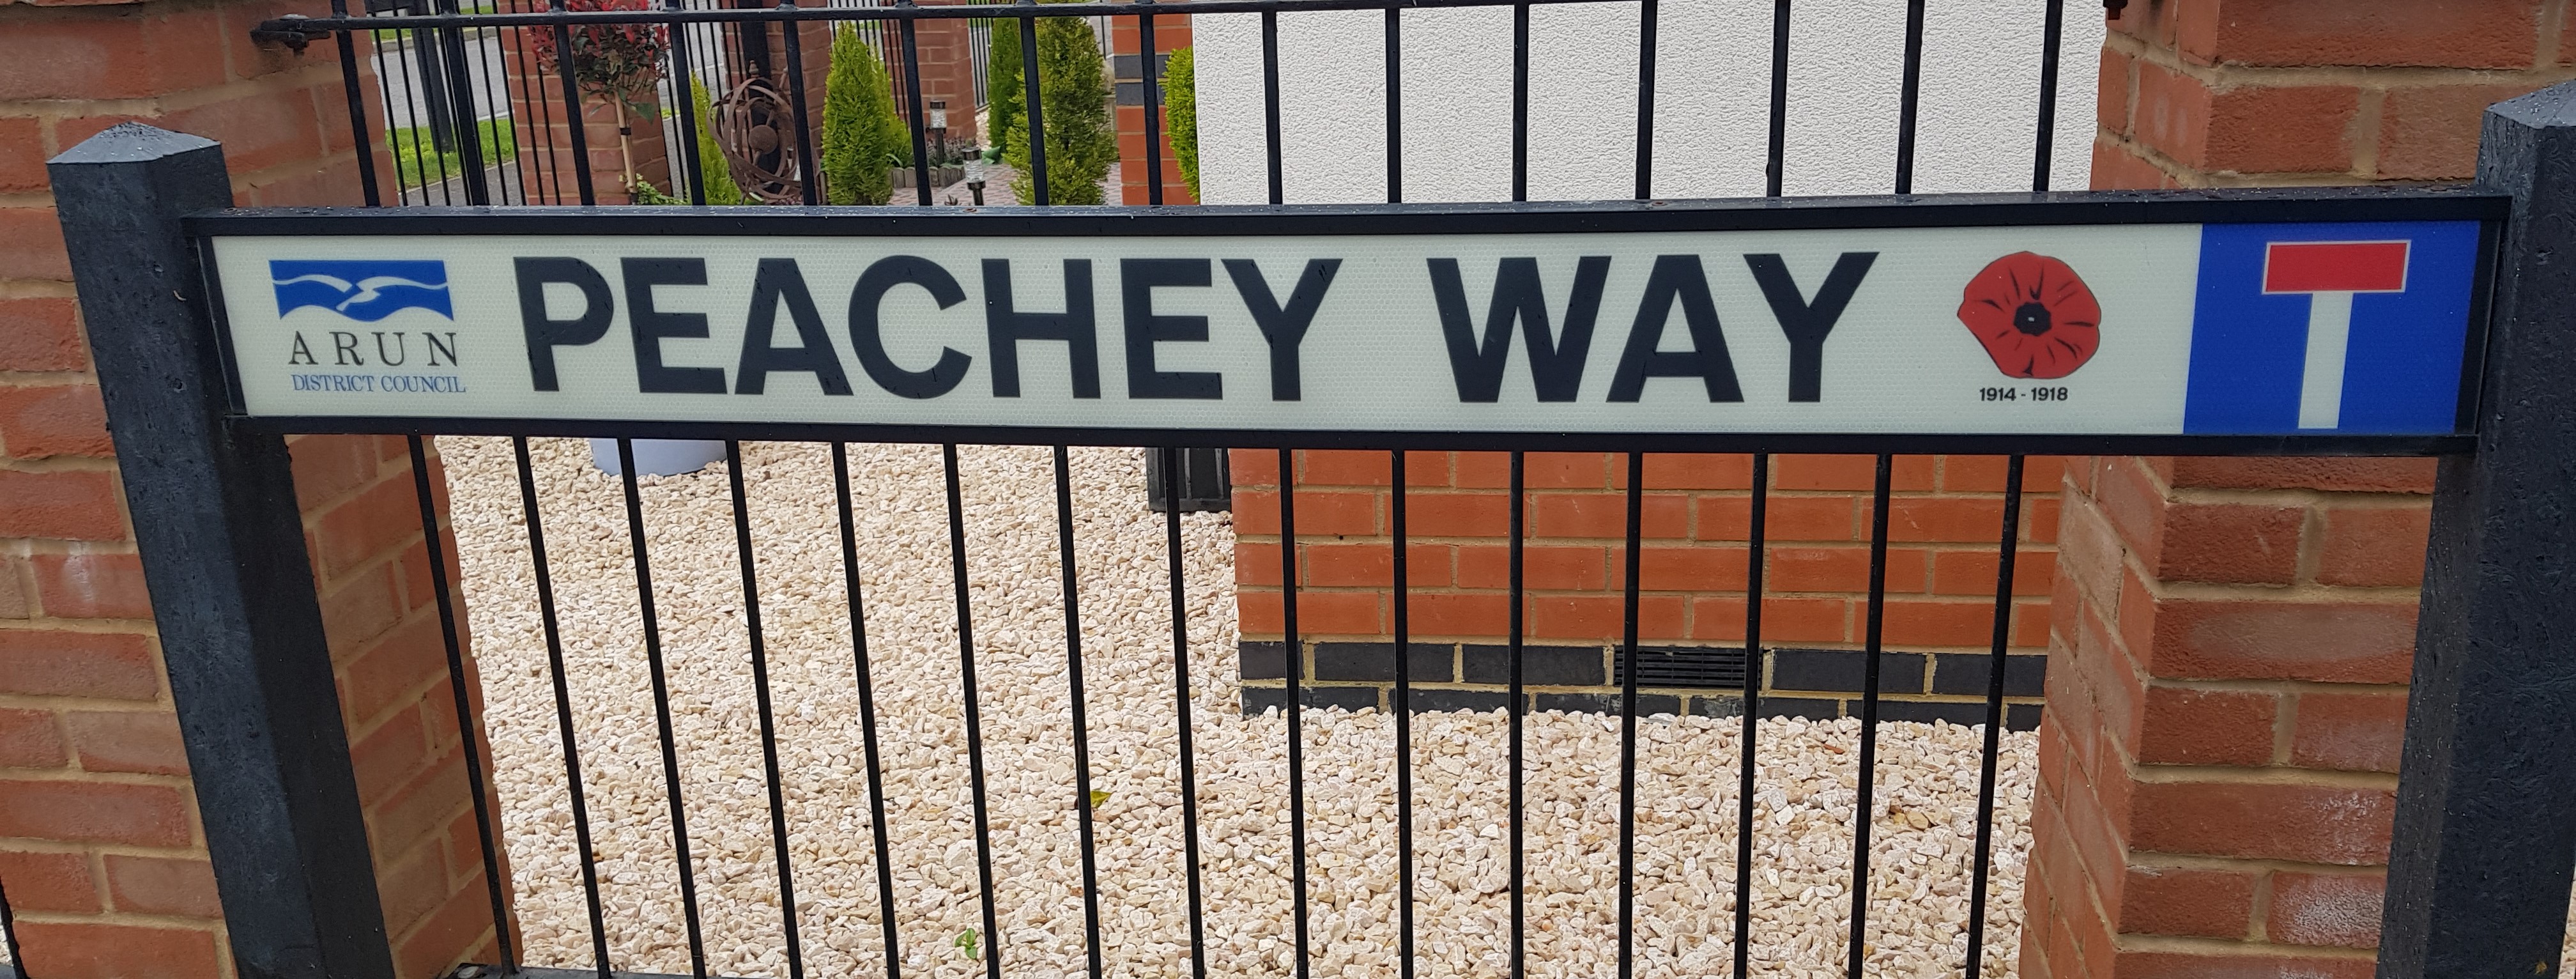 ARUN
DISTRICT COUNCIL
PEACHEY WAY
1914 - 1918